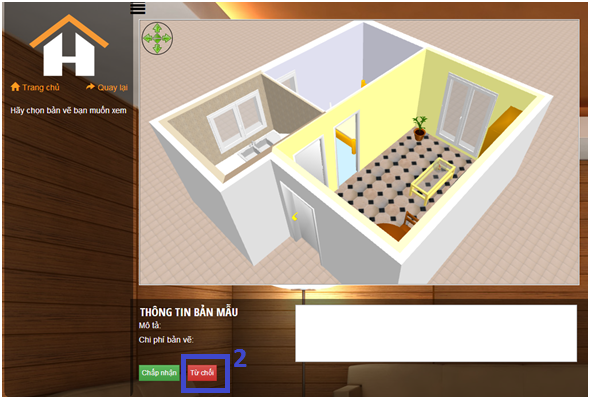 Trang chủ
Quay lại
Hãy chọn bản vẽ bạn muốn xem
THÔNG TIN BẢN MẪU
Mô tả:
Chi phí bản vẽ:
Chấp nhận
Từ chối
2